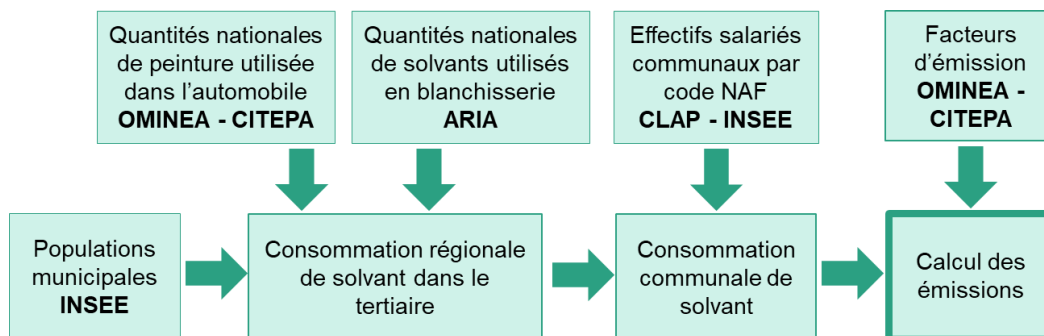 Quantités nationales
de peinture utilisée
dans l'automobile
OMINEA - CITEPA
Quantités nationales
de solvants utilisés
en blanchisserie
ARIA
Effectifs salariés
communaux par
code NAF
CLAP - INSEE
Facteurs
d'émission
OMINEA -
CITEPA
Populations
municipales
INSEE
Consommation régionale
de solvant dans le
tertiaire
Consommation
communale de
solvant
Calcul des
émissions